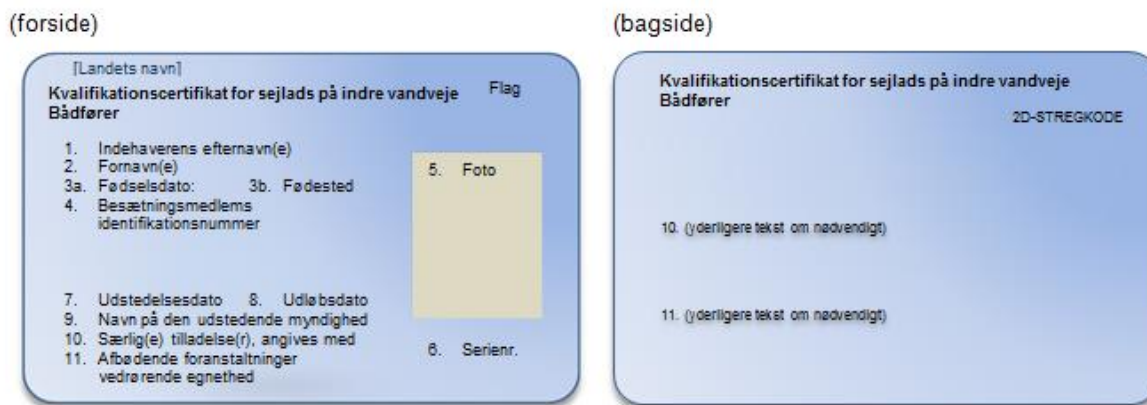 (forside)
[Landets navn]
Kvalifikationscertifikat for sejlads på indre vandveje
Flag
Bådfører
1. Indehaverens efternavn(e)
2. Fornavn(e)
3a. Fødselsdato: 3b. Fødested
4. Besætningsmedlems
identifikationsnummer
5. Foto
7. Udstedelsesdato 8. Udløbsdato
9. Navn på den udstedende myndighed
10. Særlig(e) tilladelse(r), angives med
11. Afbødende foranstaltninger
vedrørende egnethed
6. Serienr.
(bagside)
Kvalifikationscertifikat for sejlads på indre vandveje
Bådfører
2D-STREGKODE
10. (yderligere tekst om nødvendigt)
11. (yderligere tekst om nødvendigt)